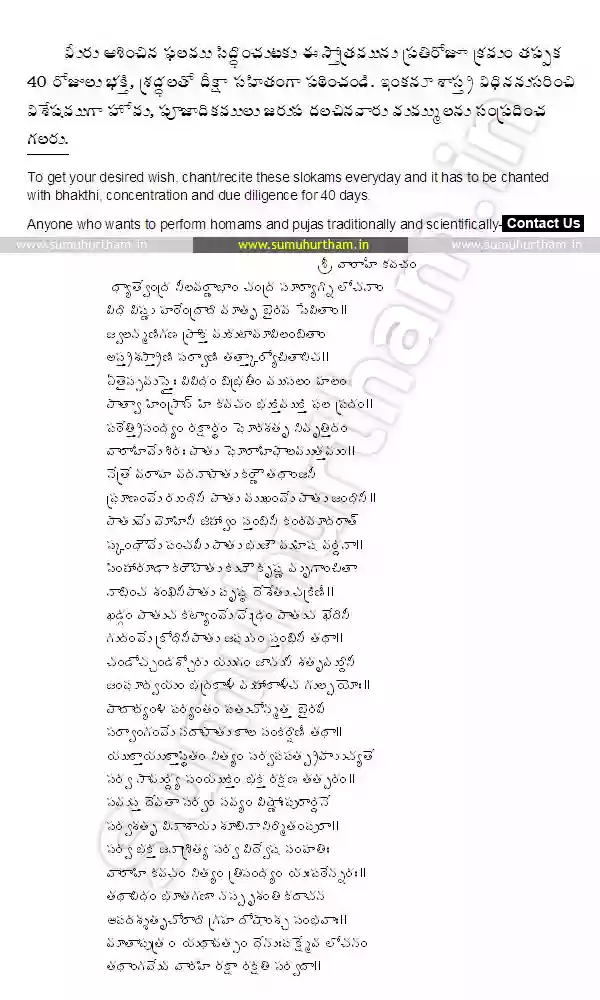 మీరు ఆశించిన ఫలము సిద్ధించుటకు ఈ స్తోత్రమును ప్రతిరోజూ క్రమం తప్పక
40 రోజులు భక్తి, శ్రద్ధలతో దీక్షా సహితంగా పఠించండి. ఇంకనూ శాస్త్ర విధిననుసరించి
విశేషముగా హోమ, పూజాదికములు జరుప దలచినవారు మమ్ములను సంప్రదించ
గలరు.
To get your desired wish, chant/recite these slokams everyday and it has to be chanted
with bhakthi, concentration and due diligence for 40 days.
Anyone who wants to perform homams and pujas traditionally and scientifically- Contact Us
www.sumuhurtham.in www.sumuhurtham.in www.sumuhurtham.in
శ్రీ వారాహి కవచం
ధ్యాత్వేంద్ర నీలవర్ణాభాం చంద్ర సూర్యాగ్ని లోచనాం
విధి విష్ణు హరేంద్రాది మాతృ భైరవ సేవితాం॥
జ్వలన్మణిగణ ప్రోక్త మకుటామావిలంబితాం
అస్త్రశస్త్రాణి సర్వాణి తత్కార్యోచితానిచ॥
ఏతైస్సమస్తైః వివిధం బిభ్రతీం ముసలం హలం
పాత్వా హింస్రాన్ హి కవచం భుక్తిముక్తి ఫల ప్రదం॥
పఠేత్త్రిసంధ్యం రక్షార్థం ఘోరశతృ నివృత్తిదం
వారాహీమే శిరః పాతు ఘోరాహీఫాలముత్తమం॥
నేత్రే వరాహ వదనాపాతు కర్ణౌ తథాంజనీ
ఘ్రాణంమే రుంధినీ పాతు ముఖంమే పాతు జంధినీ॥
పాతుమే మోహినీ జిహ్వాం స్తంభినీ కంఠమాదరాత్
స్కంధౌమే పంచమీ పాతు భుజౌ మహిష వర్దనా॥
సింహారూఢా కరౌపాతు కుచౌ కృష్ణ మృగాంచితా
నాభించ శంఖినీపాతు పృష్ఠ దేశేతు చక్రిణీ॥
ఖడ్గం పాతుచ కట్యాంమే మేఢ్రం పాతుచ ఖేదినీ
గుదంమే క్రోధినీపాతు జఘనం స్తంభినీ తథా॥
చండోచ్చండశ్చోరు యుగం జానునీ శతృమర్దినీ
జంఘాద్వయం భద్రకాళీ మహాకాళీచ గుల్ఫయోః॥
పాదాద్యంళి పర్యంతం పాతుచోన్మత్త భైరవీ
సర్వాంగంమే సదాపాతు కాల సంకర్షిణీ తథా॥
యుక్తాయుక్తాస్థితం నిత్యం సర్వపాపత్ప్రిముచ్యతే
సర్వ సామర్థ్య సంయుక్తం భక్త రక్షణ తత్పరం॥
సమస్త దేవతా సర్వం సవ్యం విష్ణోపురార్ధనే
సర్వశతృ వినాశాయ శూలినా నిర్మితంపురా॥
సర్వ భక్త జనాశ్రిత్య సర్వ విద్వేష సంహతిః
వారాహీ కవచం నిత్యం త్రిసంధ్యం యఃపఠేన్నరః॥
తథావిధం భూతగణా నస్పృశంతి కదాచన
ఆపదశ్శతృచోరాది గ్రహ దోషాంశ్చ సంభవాః॥
మాతాపుత్రం యథావత్సం ధేనుఃపక్ష్మేవ లోచనం
తథాంగమేవ వారాహీ రక్షా రక్షతి సర్వదా॥